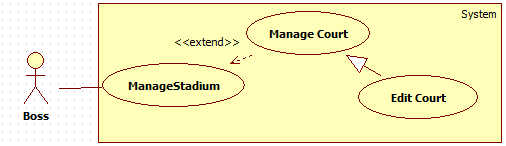 System
Manage Court
<<extend>>
ManageStadium
Edit Court
Boss